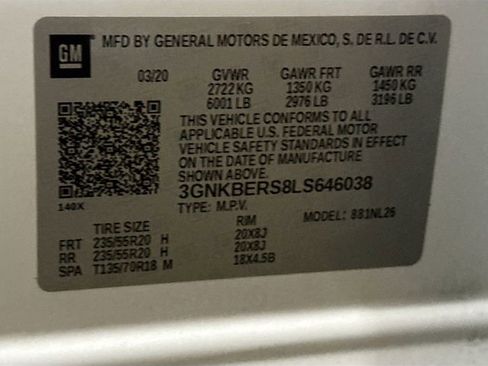 GM MFD BY GENERAL MOTORS DE MEXICO, S. DE R.L. DE C.V.
03/20 GVWR GAWR FRT GAWR RR
2722 KG 1350 KG 1450 KG
6001 LB 2976 LB 3196 LB
THIS VEHICLE CONFORMS TO ALL
APPLICABLE U.S. FEDERAL MOTOR
VEHICLE SAFETY STANDARDS IN EFFECT
ON THE DATE OF MANUFACTURE
SHOWN ABOVE.
3GNKBERS8LS646038
140X TYPE: M.P.V. MODEL: 881NL26
TIRE SIZE RIM
FRT 235/55R20 H 20X8J
RR 235/55R20 H 20X8J
SPA T135/70R18 M 18X4.5B